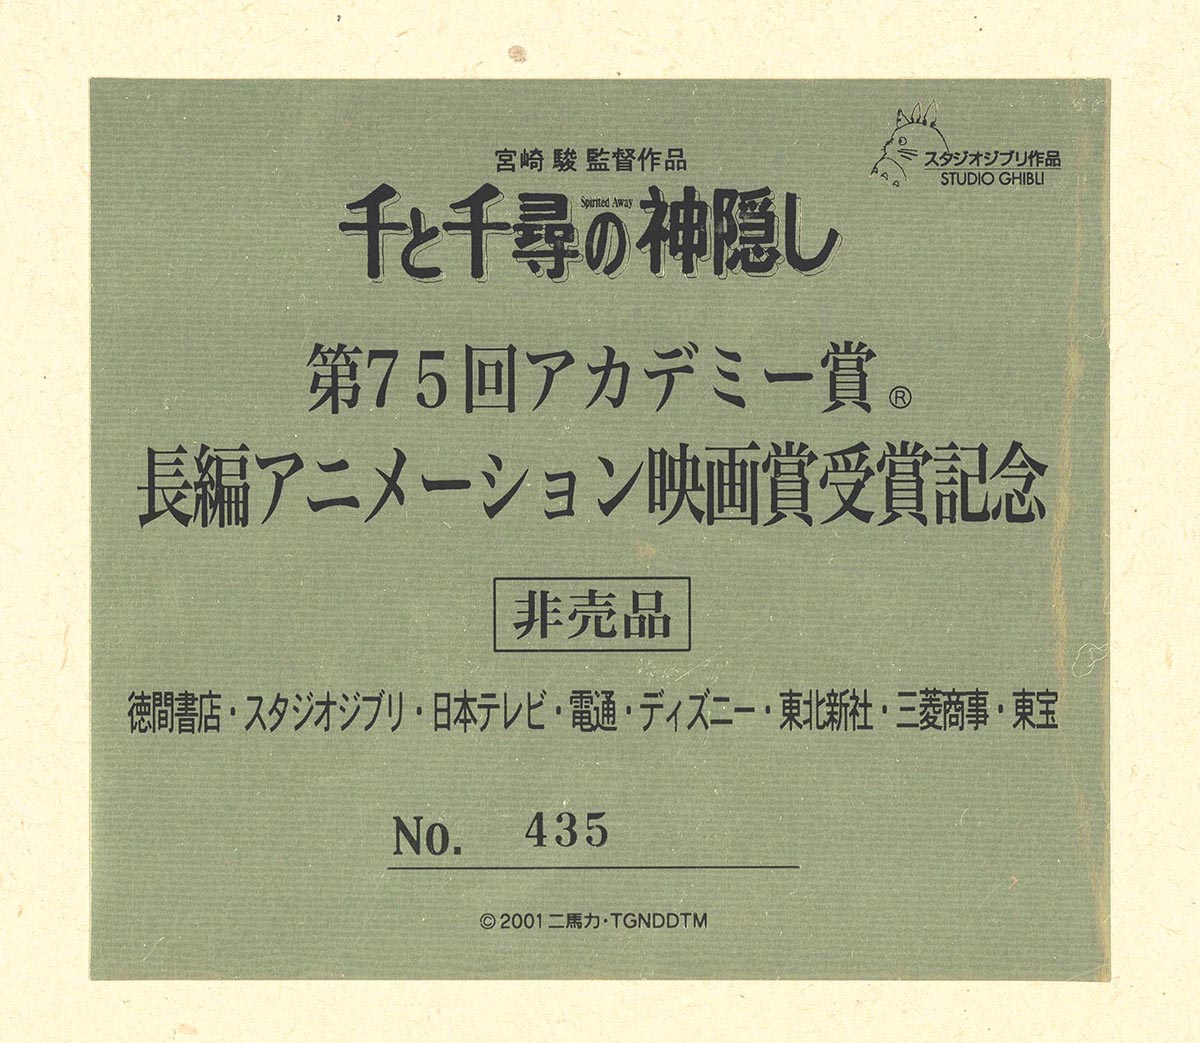 宮崎 駿 監督作品
スタジオジブリ作品
STUDIO GHIBLI
Spirited Away
千と千尋の神隠し
第75回アカデミー賞®
長編アニメーション映画賞受賞記念
非売品
徳間書店・スタジオジブリ・日本テレビ・電通・ディズニー・東北新社・三菱商事・東宝
No. 435
©2001 二馬力・TGNDDTM